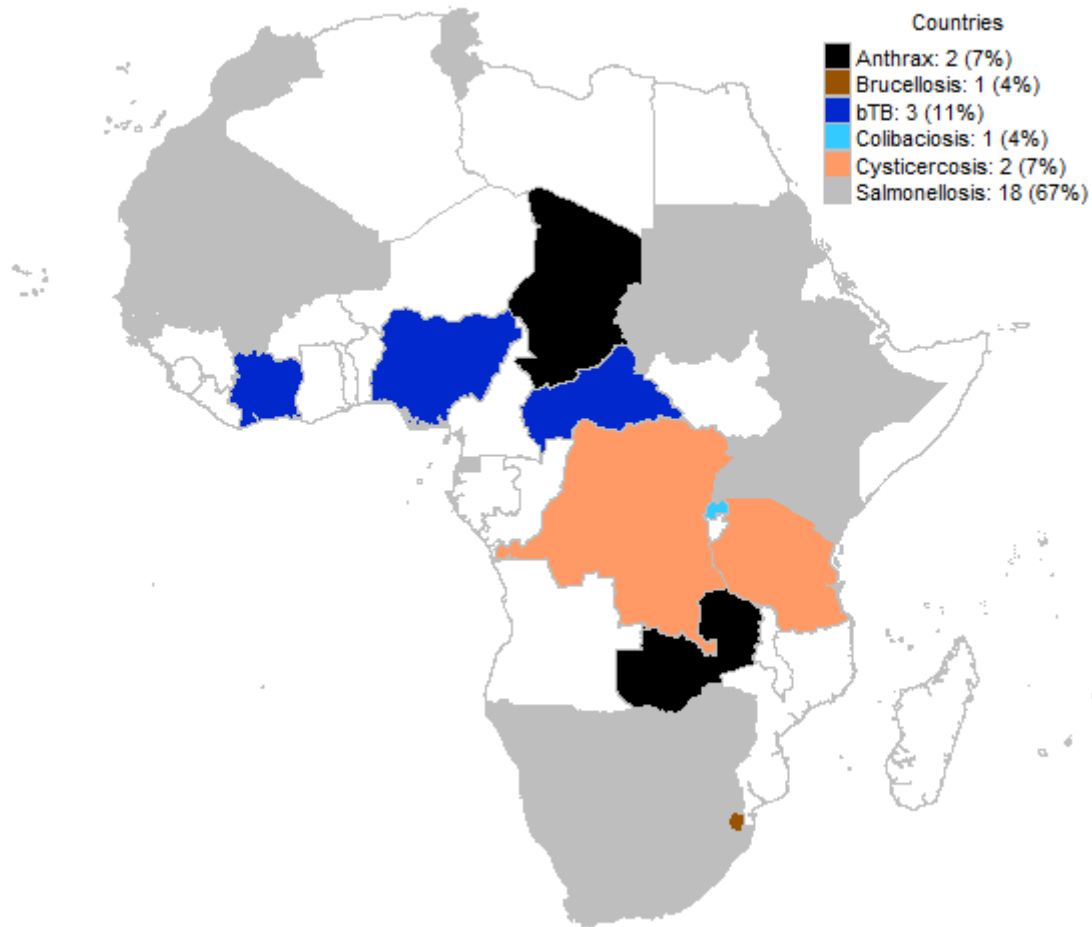 Countries
Anthrax: 2 (7%)
Brucellosis: 1 (4%)
bTB: 3 (11%)
Colibaciosis: 1 (4%)
Cysticercosis: 2 (7%)
Salmonellosis: 18 (67%)